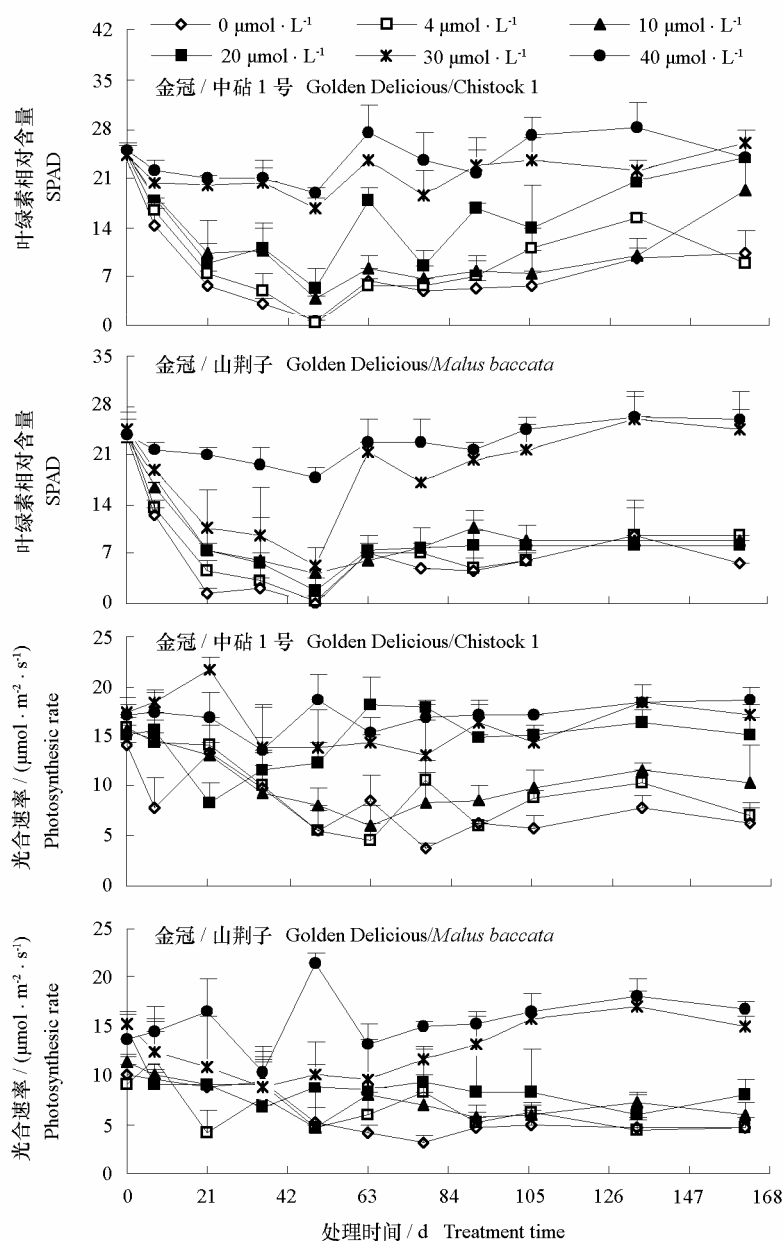 0 μmol · L-1 4 μmol · L-1 10 μmol · L-1
20 μmol · L-1 30 μmol · L-1 40 μmol · L-1
金冠 / 中砧 1 号 Golden Delicious/Chistock 1
叶绿素相对含量
SPAD
42
35
28
21
14
7
0
金冠 / 山荆子 Golden Delicious/Malus baccata
叶绿素相对含量
SPAD
35
28
21
14
7
0
金冠 / 中砧 1 号 Golden Delicious/Chistock 1
光合速率 / (μmol · m-2 · s-1)
Photosynthesic rate
25
20
15
10
5
0
金冠 / 山荆子 Golden Delicious/Malus baccata
光合速率 / (μmol · m-2 · s-1)
Photosynthesic rate
25
20
15
10
5
0
0 21 42 63 84 105 126 147 168
处理时间 / d Treatment time